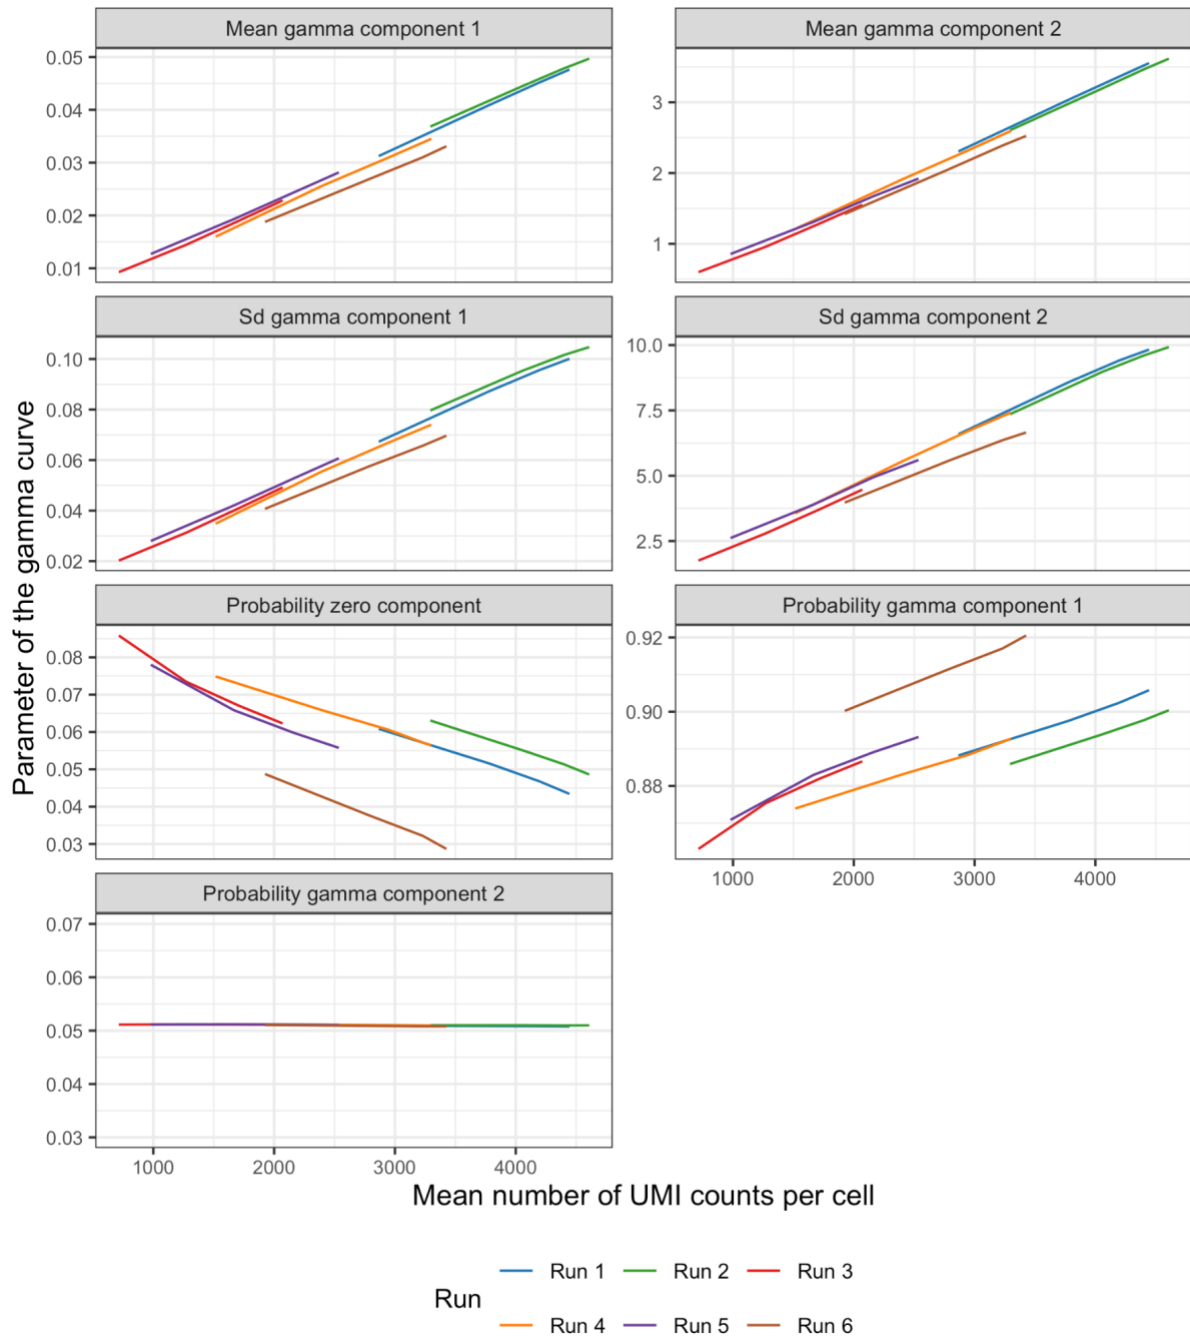 Mean gamma component 1
Mean gamma component 2
0.05
0.04
0.03
0.02
0.01
3
2
1
Sd gamma component 1
Sd gamma component 2
0.10
0.08
0.06
0.04
0.02
10.0
7.5
5.0
2.5
Parameter of the gamma curve
Probability zero component
Probability gamma component 1
0.08
0.07
0.06
0.05
0.04
0.03
0.92
0.90
0.88
1000 2000 3000 4000
Probability gamma component 2
0.07
0.06
0.05
0.04
0.03
1000 2000 3000 4000
Mean number of UMI counts per cell
Run
Run 1 Run 2 Run 3
Run 4 Run 5 Run 6